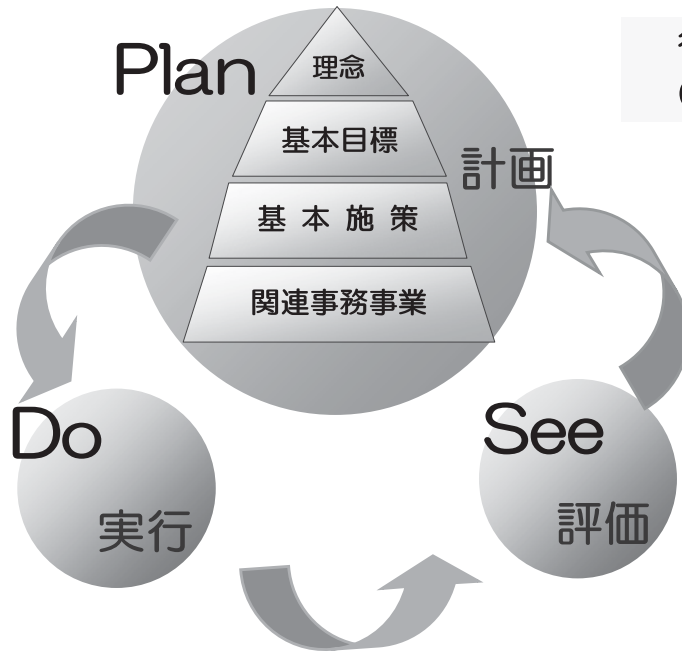 Plan
理念
基本目標
計画
基本施策
関連事務事業
Do
実行
See
評価